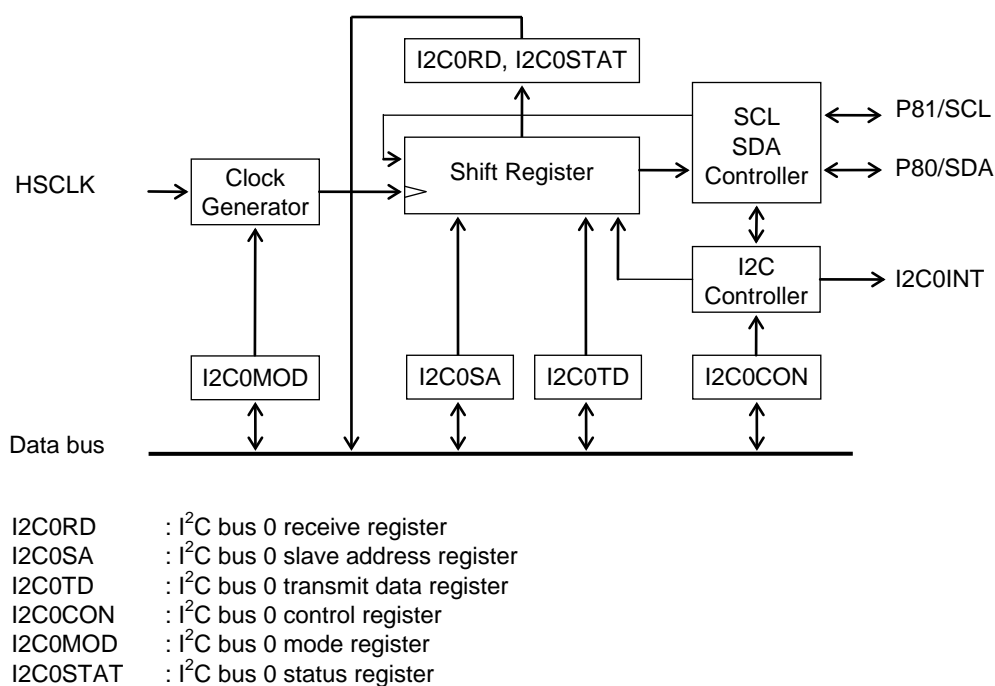 I2C0RD, I2C0STAT
SCL
SDA
Controller
P81/SCL
P80/SDA
HSCLK
Clock
Generator
Shift Register
I2C
Controller
I2C0INT
I2C0MOD
I2C0SA
I2C0TD
I2C0CON
Data bus
I2C0RD : I²C bus 0 receive register
I2C0SA : I²C bus 0 slave address register
I2C0TD : I²C bus 0 transmit data register
I2C0CON : I²C bus 0 control register
I2C0MOD : I²C bus 0 mode register
I2C0STAT : I²C bus 0 status register